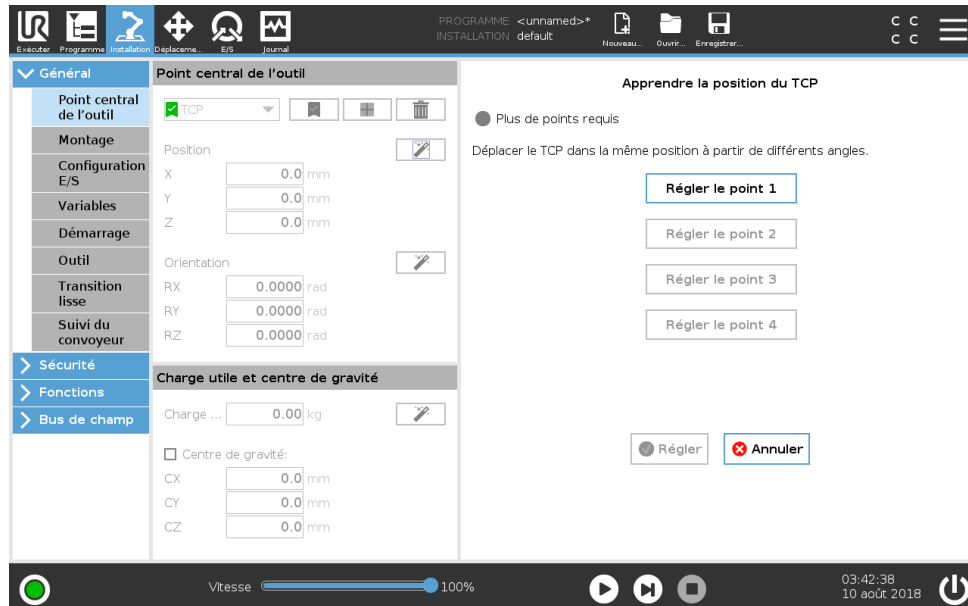 UR
PROGRAMME <unnamed>*
INSTALLATION default
Exécuter Programme Installation Déplaceme... E/S Journal
Nouveau... Ouvrir... Enregistrer...
C C
C C
Général
Point central
de l'outil
Montage
Configuration
E/S
Variables
Démarrage
Outil
Transition
lisse
Suivi du
convoyeur
Sécurité
Fonctions
Bus de champ
Point central de l'outil
TCP
Position
X 0.0 mm
Y 0.0 mm
Z 0.0 mm
Orientation
RX 0.0000 rad
RY 0.0000 rad
RZ 0.0000 rad
Charge utile et centre de gravité
Charge ... 0.00 kg
Centre de gravité:
CX 0.0 mm
CY 0.0 mm
CZ 0.0 mm
Apprendre la position du TCP
Plus de points requis
Déplacer le TCP dans la même position à partir de différents angles.
Régler le point 1
Régler le point 2
Régler le point 3
Régler le point 4
Régler Annuler
Vitesse 100%
03:42:38
10 août 2018